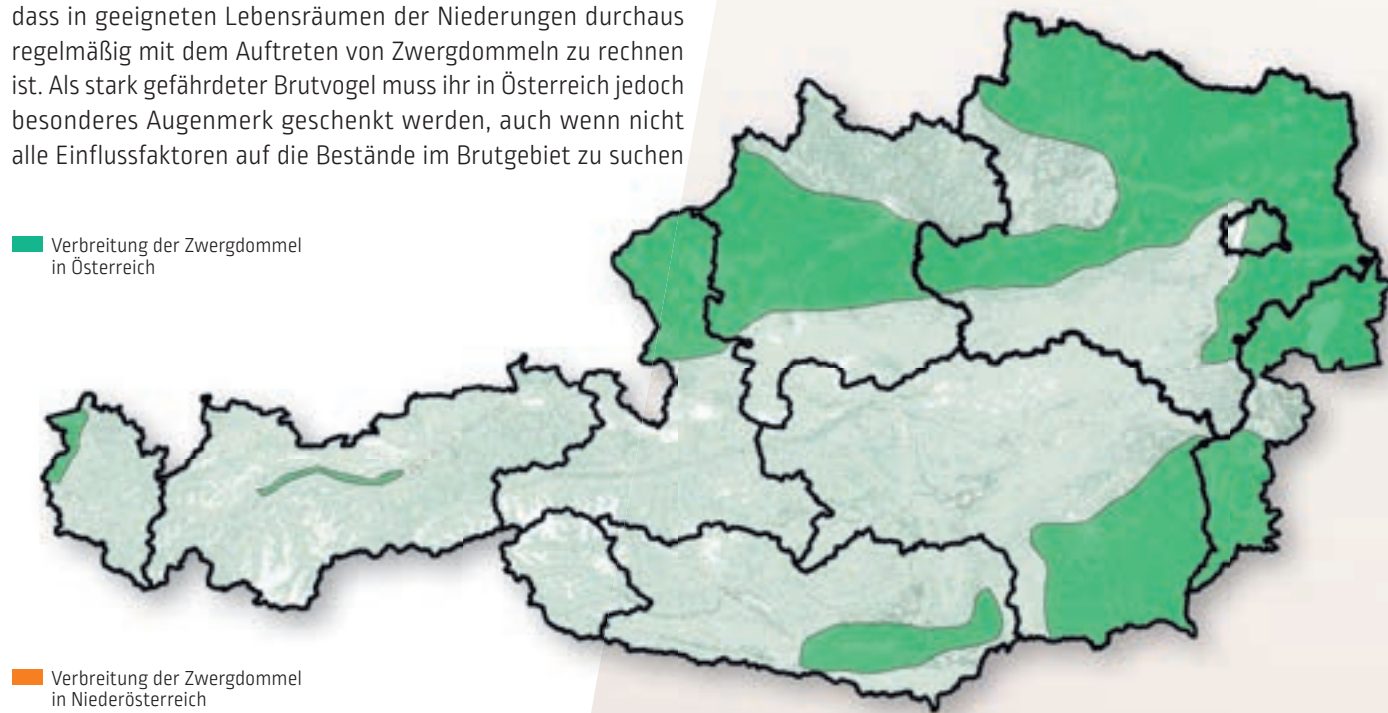 dass in geeigneten Lebensräumen der Niederungen durchaus
regelmäßig mit dem Auftreten von Zwergdommeln zu rechnen
ist. Als stark gefährdeter Brutvogel muss ihr in Österreich jedoch
besonderes Augenmerk geschenkt werden, auch wenn nicht
alle Einflussfaktoren auf die Bestände im Brutgebiet zu suchen
Verbreitung der Zwergdommel
in Österreich
Verbreitung der Zwergdommel
in Niederösterreich